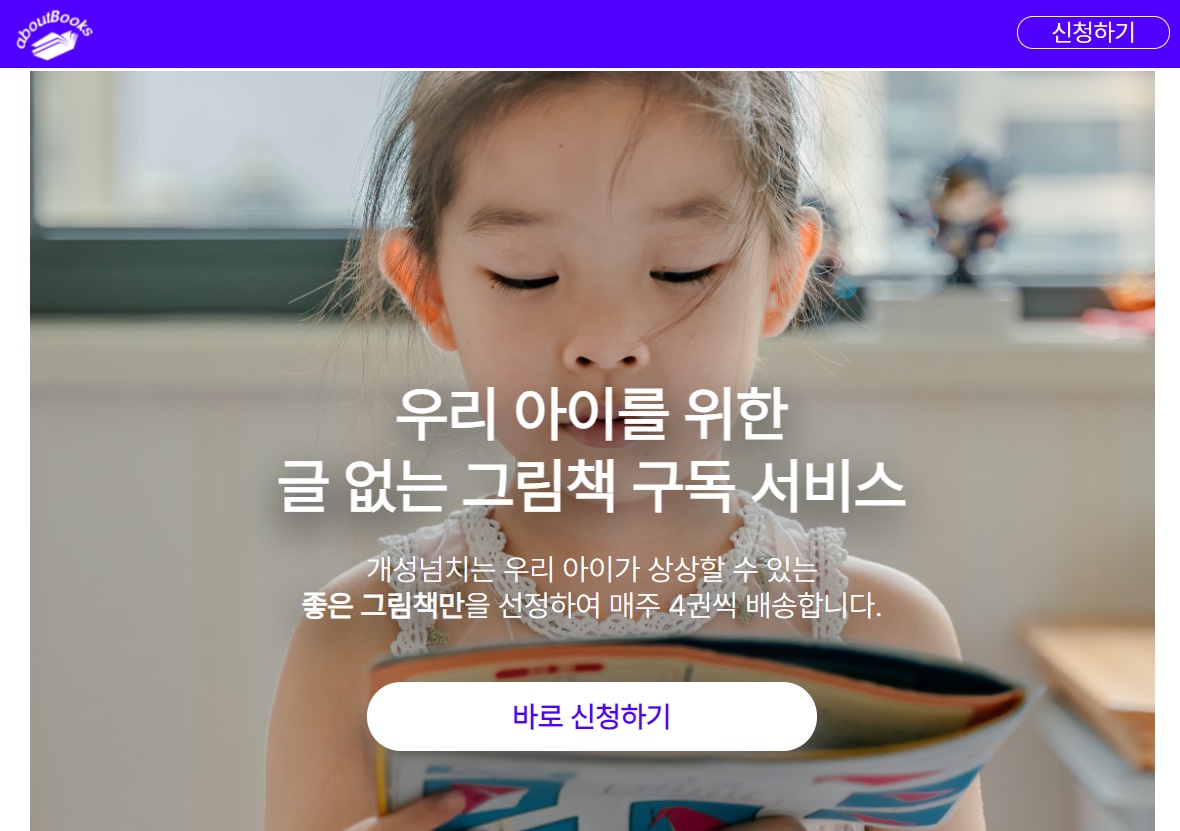 aboutBooks
신청하기
우리 아이를 위한
글 없는 그림책 구독 서비스
개성넘치는 우리 아이가 상상할 수 있는
좋은 그림책만을 선정하여 매주 4권씩 배송합니다.
바로 신청하기